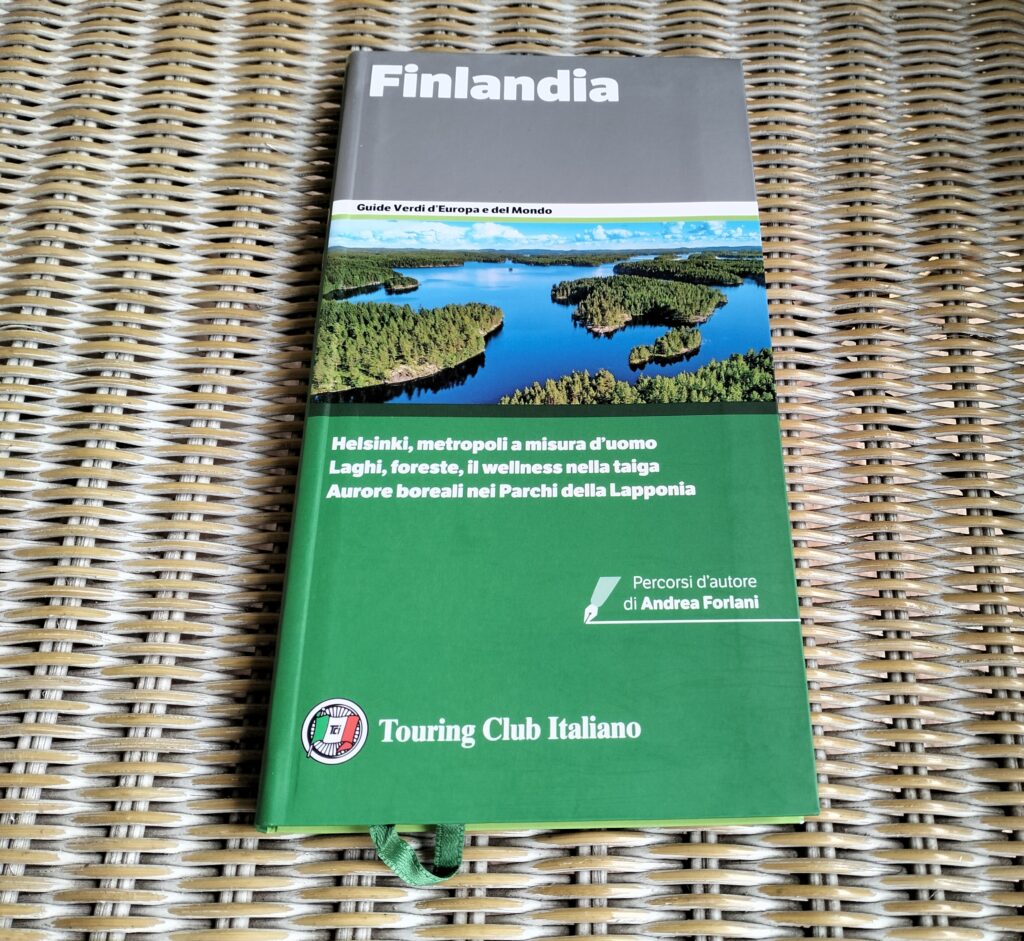 Finlandia
Guide Verdi d'Europa e del Mondo
Helsinki, metropoli a misura d'uomo
Laghi, foreste, il wellness nella taiga
Aurore boreali nei Parchi della Lapponia
Percorsi d'autore
di Andrea Forlani
TCI
Touring Club Italiano